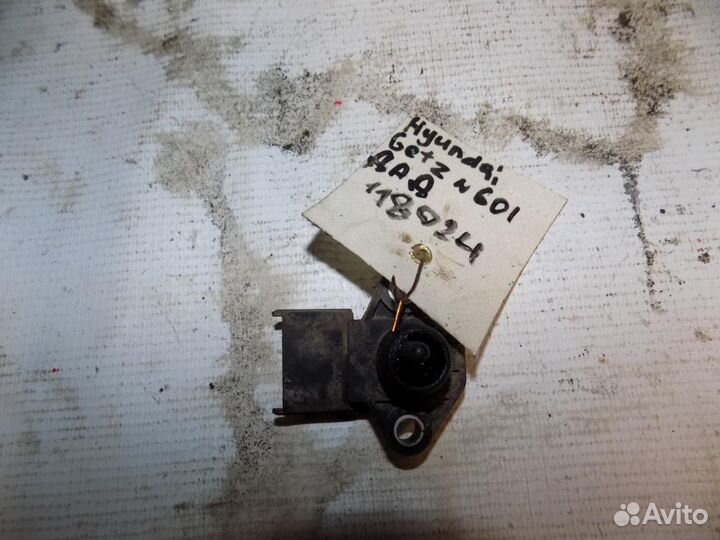 Hyundai
Getz N601
ДАД
118924
Avito